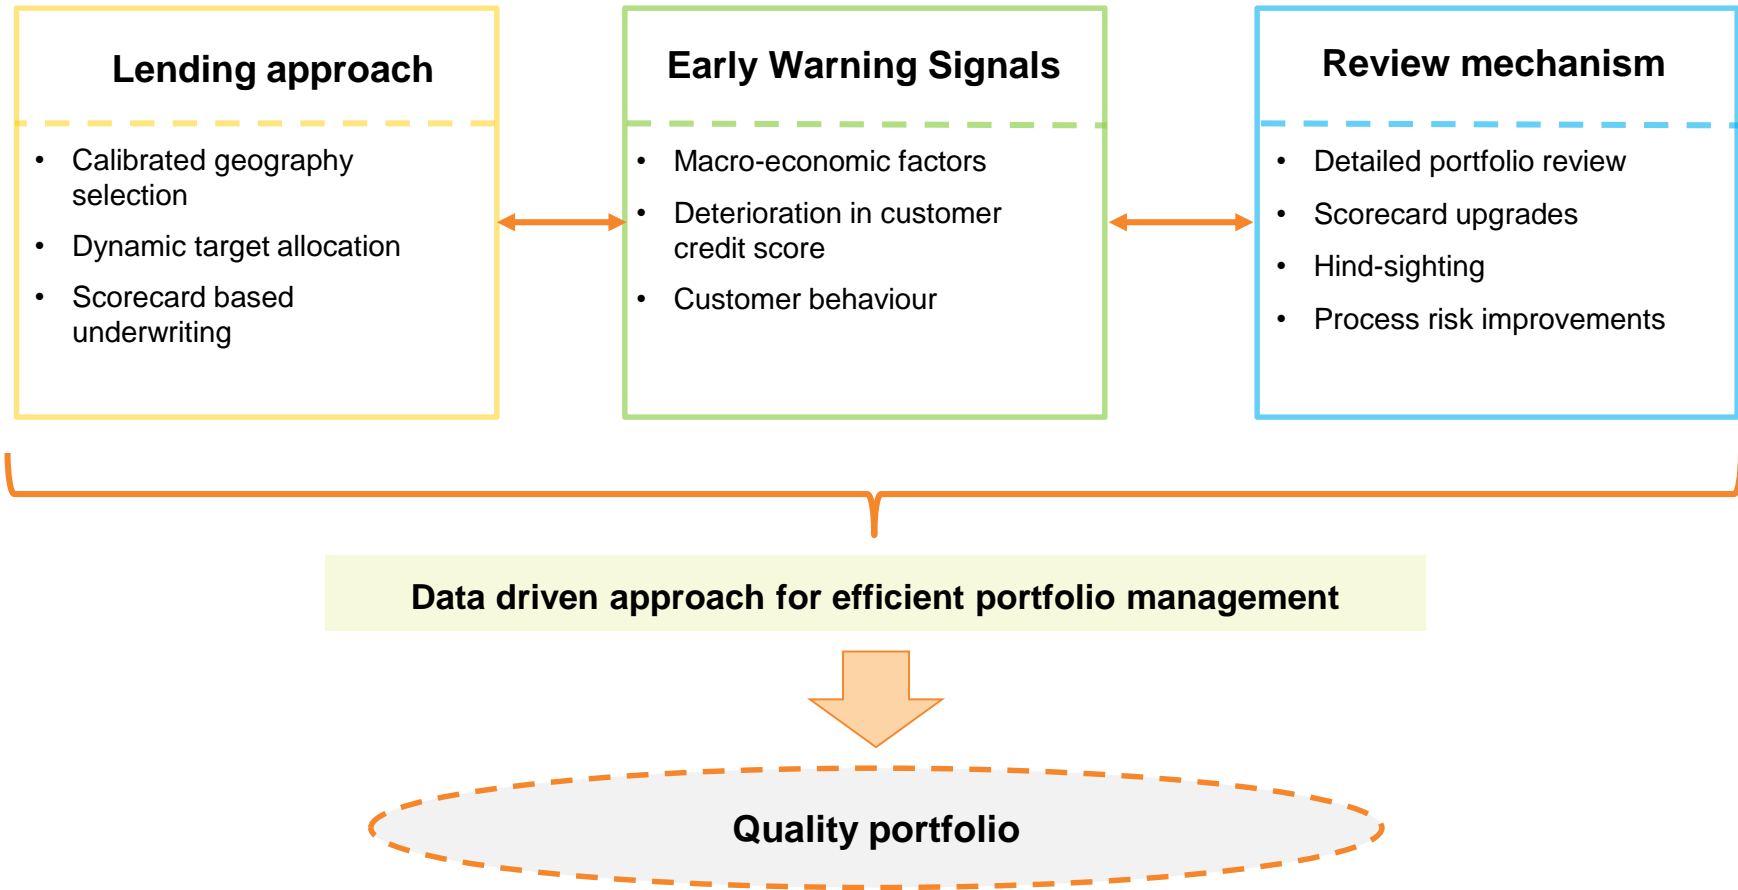 Lending approach
• Calibrated geography
selection
• Dynamic target allocation
• Scorecard based
underwriting
Early Warning Signals
• Macro-economic factors
• Deterioration in customer
credit score
• Customer behaviour
Review mechanism
• Detailed portfolio review
• Scorecard upgrades
• Hind-sighting
• Process risk improvements
Data driven approach for efficient portfolio management
Quality portfolio